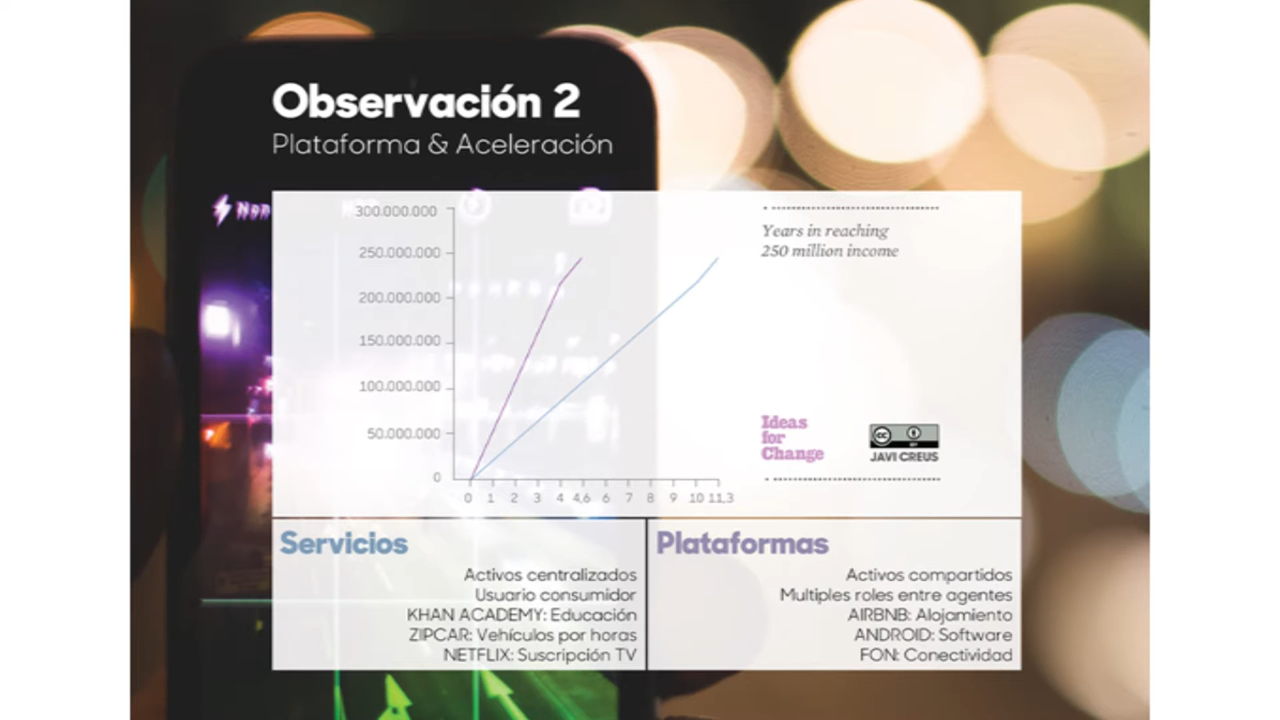 Observación 2
Plataforma & Aceleración
300.000.000
250.000.000
200.000.000
150.000.000
100.000.000
50.000.000
0
0 1 2 3 4 4,6 6 7 8 9 10 11,3
Years in reaching
250 million income
Ideas
for
Change
cc
BY
JAVI CREUS
Servicios
Activos centralizados
Usuario consumidor
KHAN ACADEMY: Educación
ZIPCAR: Vehículos por horas
NETFLIX: Suscripción TV
Plataformas
Activos compartidos
Multiples roles entre agentes
AIRBNB: Alojamiento
ANDROID: Software
FON: Conectividad